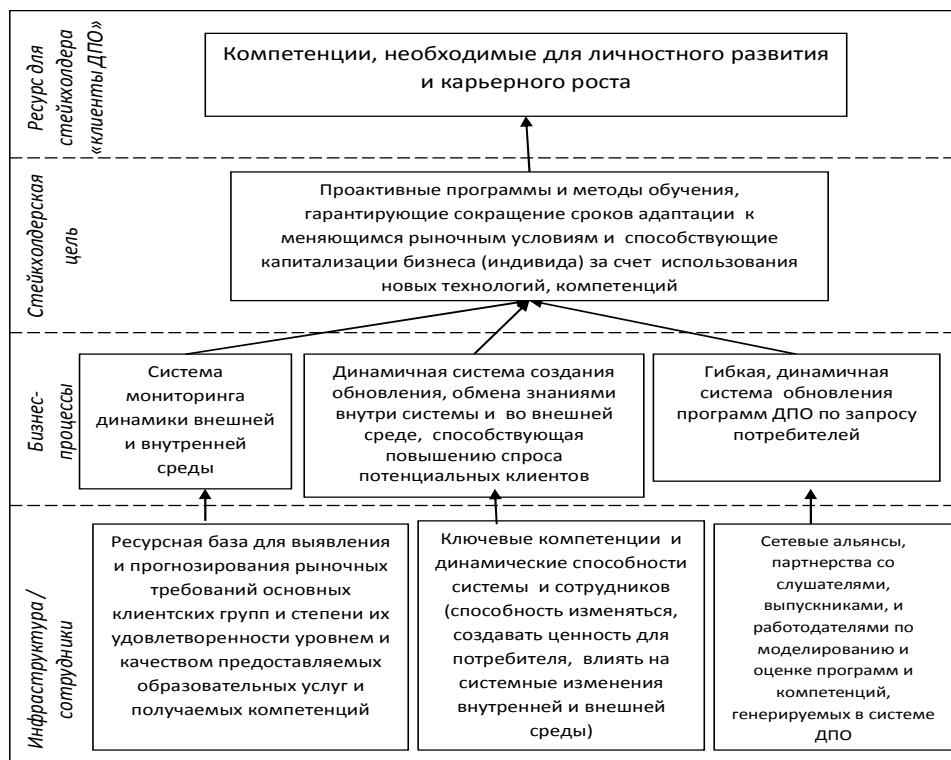 Ресурс для
стейкхолдера
«клиенты ДПО»
Компетенции, необходимые для личностного развития
и карьерного роста
Стейкхолдерская
цель
Проактивные программы и методы обучения,
гарантирующие сокращение сроков адаптации к
меняющимся рыночным условиям и способствующие
капитализации бизнеса (индивида) за счет использования
новых технологий, компетенций
Бизнес-
процессы
Система
мониторинга
динамики внешней
и внутренней
среды
Динамичная система создания
обновления, обмена знаниями
внутри системы и во внешней
среде, способствующая
повышению спроса
потенциальных клиентов
Гибкая, динамичная
система обновления
программ ДПО по запросу
потребителей
Инфраструктура/
сотрудники
Ресурсная база для выявления
и прогнозирования рыночных
требований основных
клиентских групп и степени их
удовлетворенности уровнем и
качеством предоставляемых
образовательных услуг и
получаемых компетенций
Ключевые компетенции и
динамические способности
системы и сотрудников
(способность изменяться,
создавать ценность для
потребителя, влиять на
системные изменения
внутренней и внешней
среды)
Сетевые альянсы,
партнерства со
слушателями,
выпускниками, и
работодателями по
моделированию и
оценке программ и
компетенций,
генерируемых в системе
ДПО